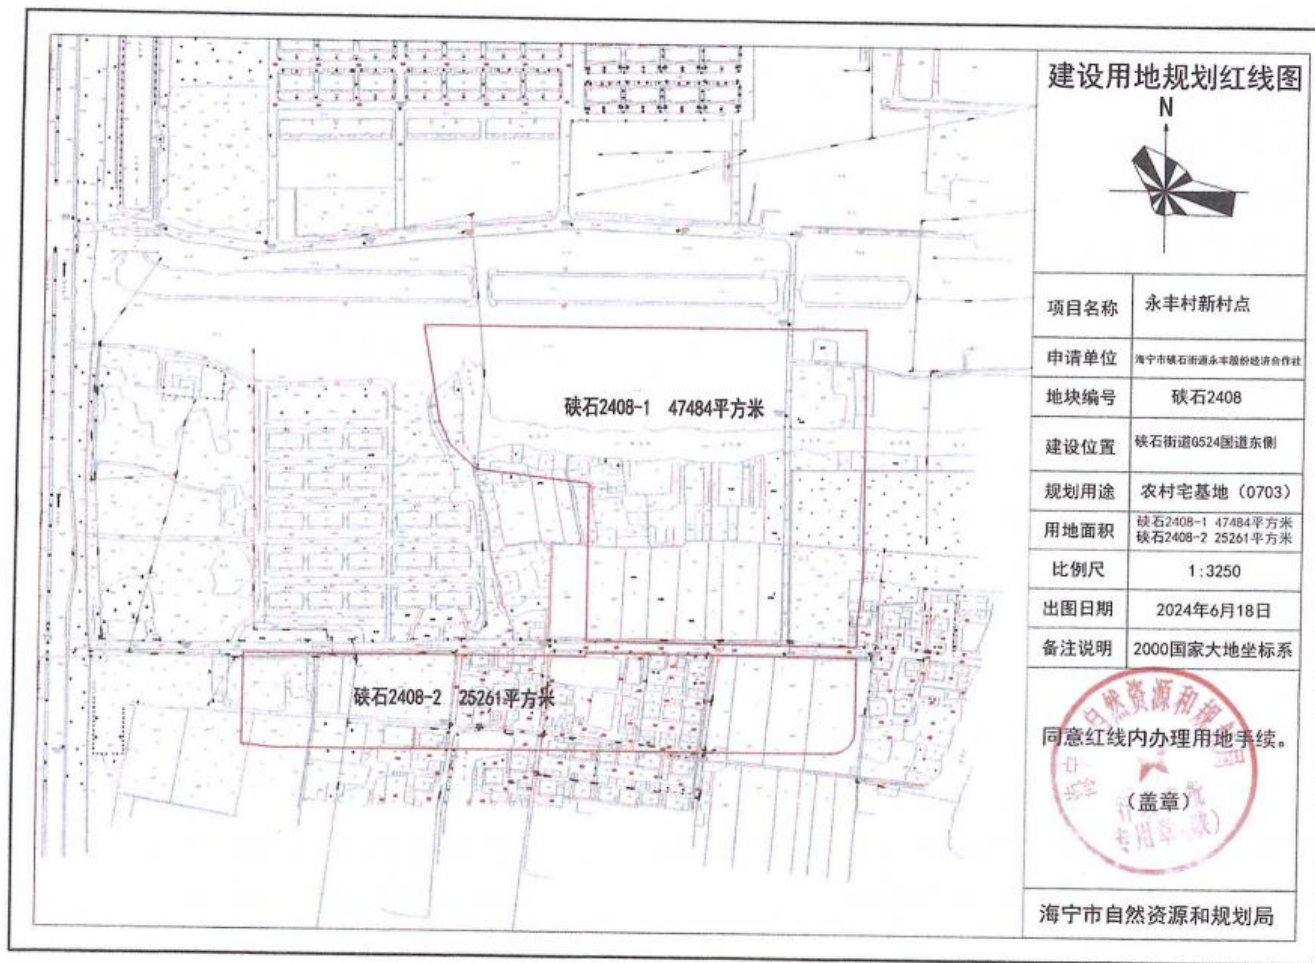 建设用地规划红线图
N
项目名称 永丰村新村点
申请单位 海宁市硖石街道永丰股份经济合作社
地块编号 硖石2408
建设位置 硖石街道G524国道东侧
规划用途 农村宅基地（0703）
用地面积 硖石2408-1 47484平方米
硖石2408-2 25261平方米
比例尺 1:3250
出图日期 2024年6月18日
备注说明 2000国家大地坐标系
同意红线内办理用地手续。
（盖章）
专用章
海宁市自然资源和规划局
硖石2408-1 47484平方米
硖石2408-2 25261平方米